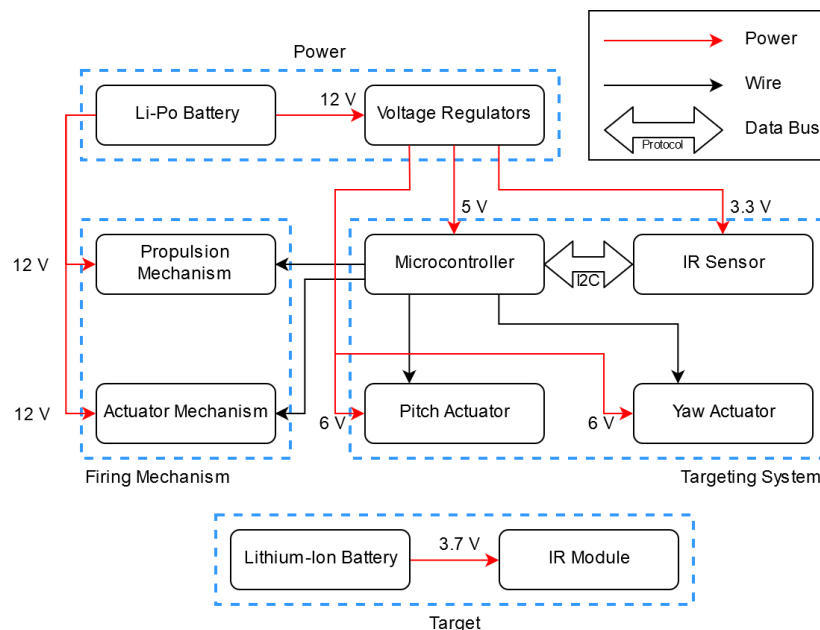 Power
Li-Po Battery
12 V
Voltage Regulators
Power
Wire
Data Bus
Protocol
5 V
3.3 V
12 V
Propulsion
Mechanism
Microcontroller
I2C
IR Sensor
12 V
Actuator Mechanism
6 V
Pitch Actuator
6 V
Yaw Actuator
Firing Mechanism
Targeting System
Lithium-Ion Battery
3.7 V
IR Module
Target